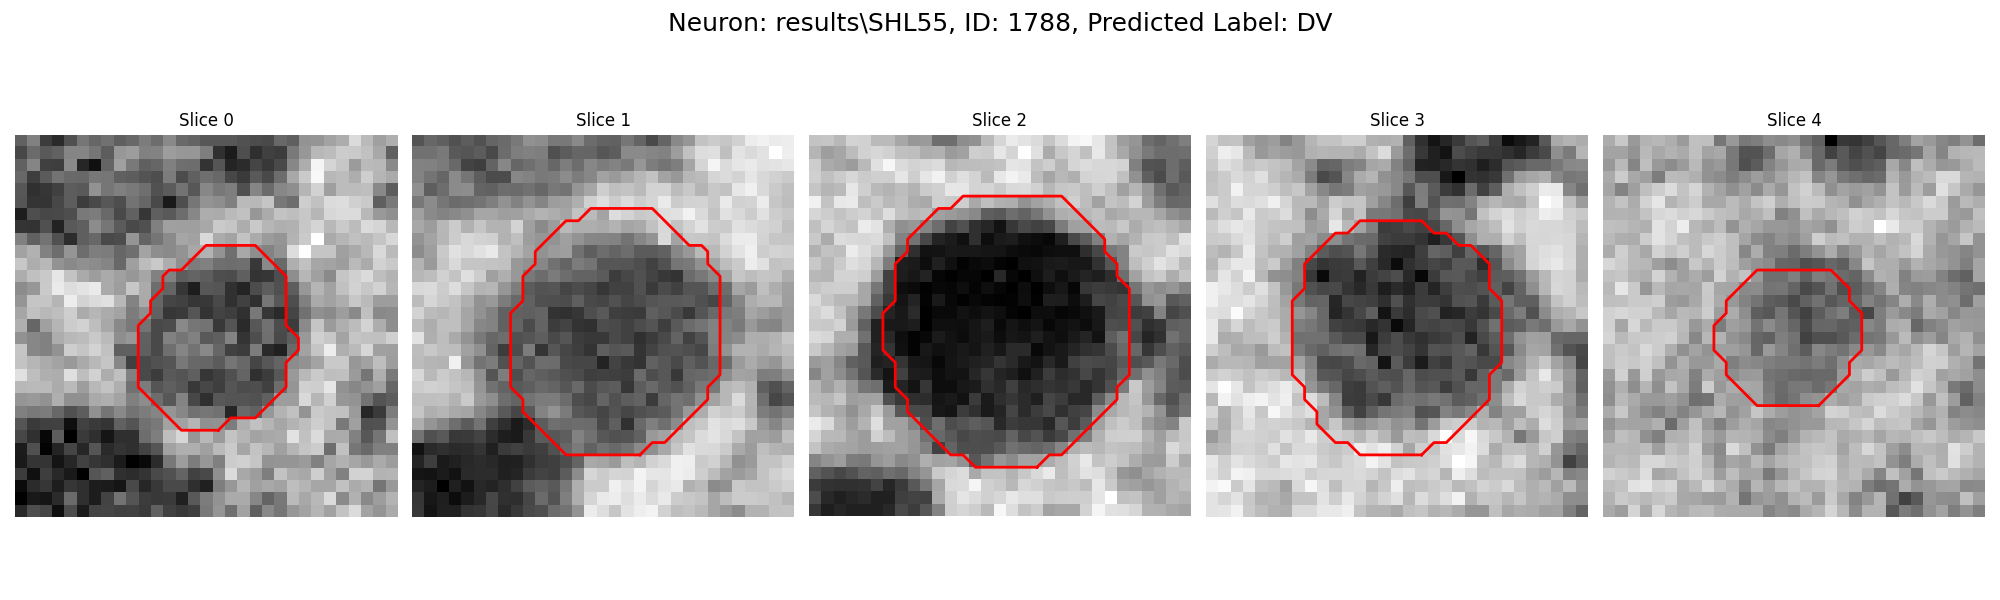 Neuron: results\SHL55, ID: 1788, Predicted Label: DV
Slice 0
Slice 1
Slice 2
Slice 3
Slice 4